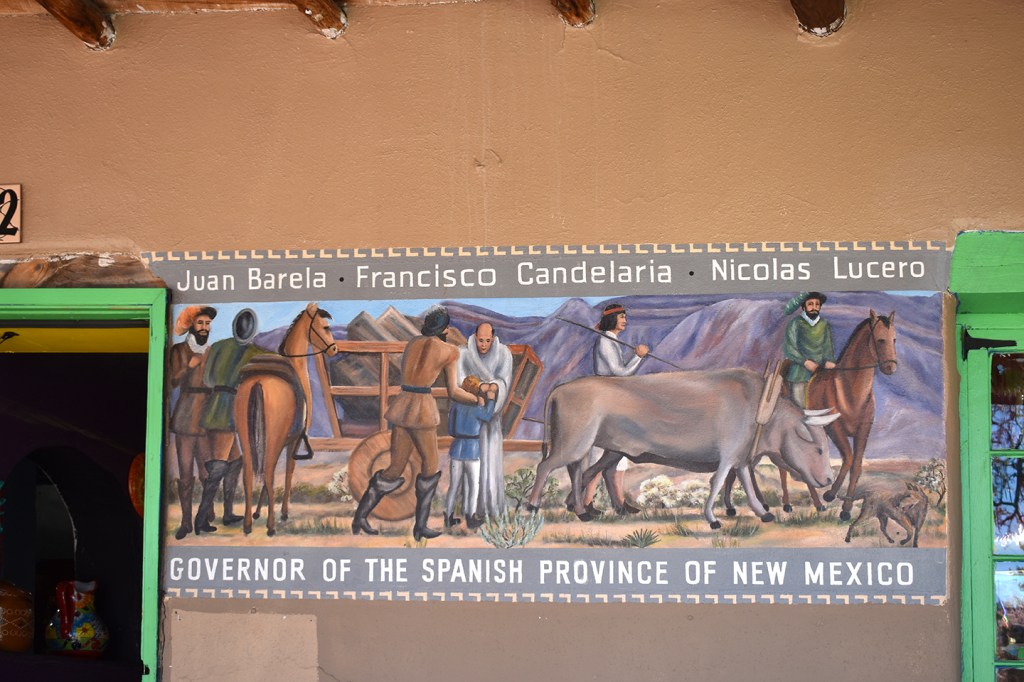 2
Juan Barela · Francisco Candelaria · Nicolas Lucero
GOVERNOR OF THE SPANISH PROVINCE OF NEW MEXICO